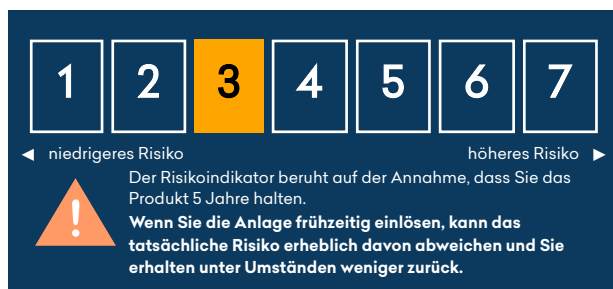 1 2 3 4 5 6 7
◄ niedrigeres Risiko höheres Risiko ►
Der Risikoindikator beruht auf der Annahme, dass Sie das
Produkt 5 Jahre halten.
!
Wenn Sie die Anlage frühzeitig einlösen, kann das
tatsächliche Risiko erheblich davon abweichen und Sie
erhalten unter Umständen weniger zurück.